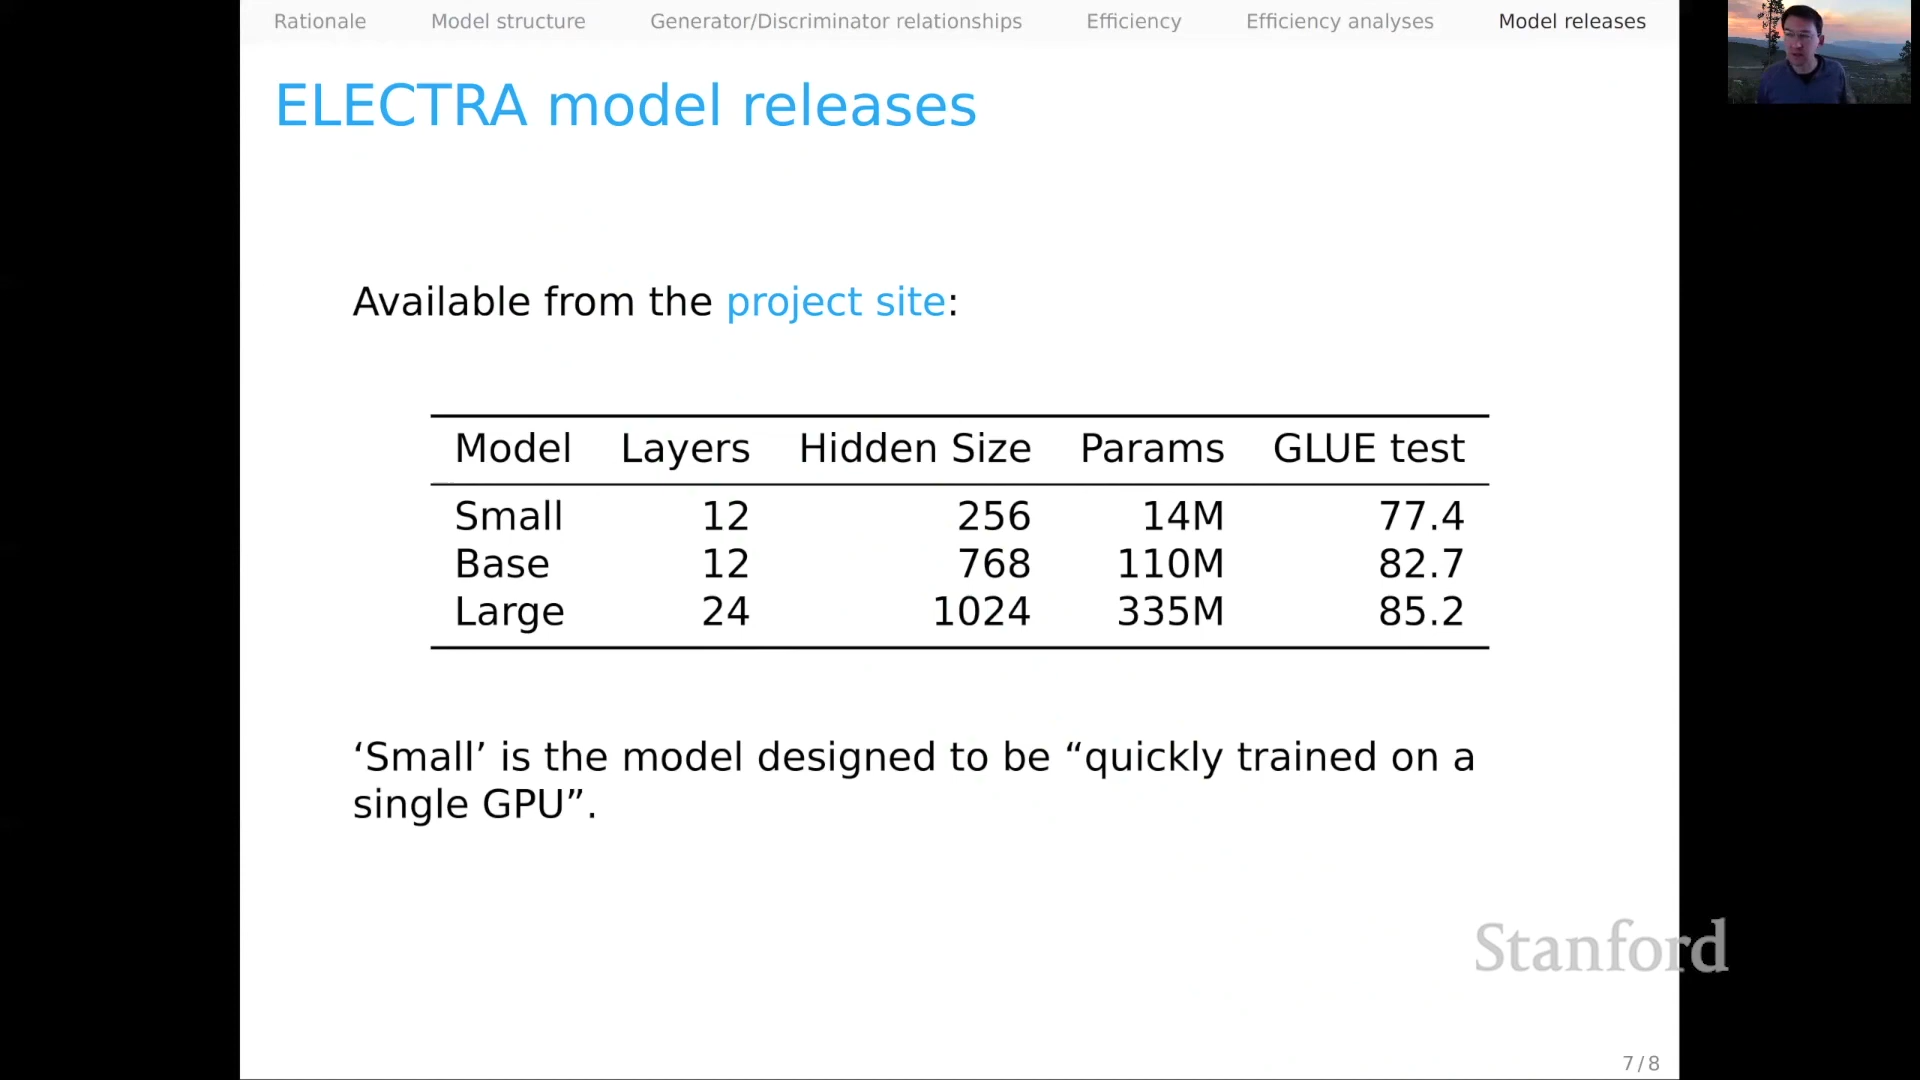 Rationale Model structure Generator/Discriminator relationships Efficiency Efficiency analyses Model releases
ELECTRA model releases
Available from the project site:
Model Layers Hidden Size Params GLUE test
Small 12 256 14M 77.4
Base 12 768 110M 82.7
Large 24 1024 335M 85.2
‘Small’ is the model designed to be “quickly trained on a
single GPU”.
Stanford
7/8